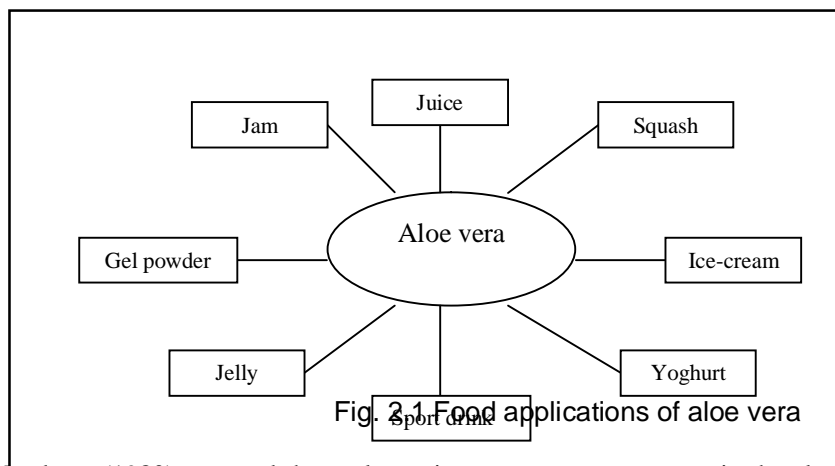 Juice
Jam
Squash
Aloe vera
Gel powder
Ice-cream
Jelly
Yoghurt
Sport drink
Fig. 2.1 Food applications of aloe vera